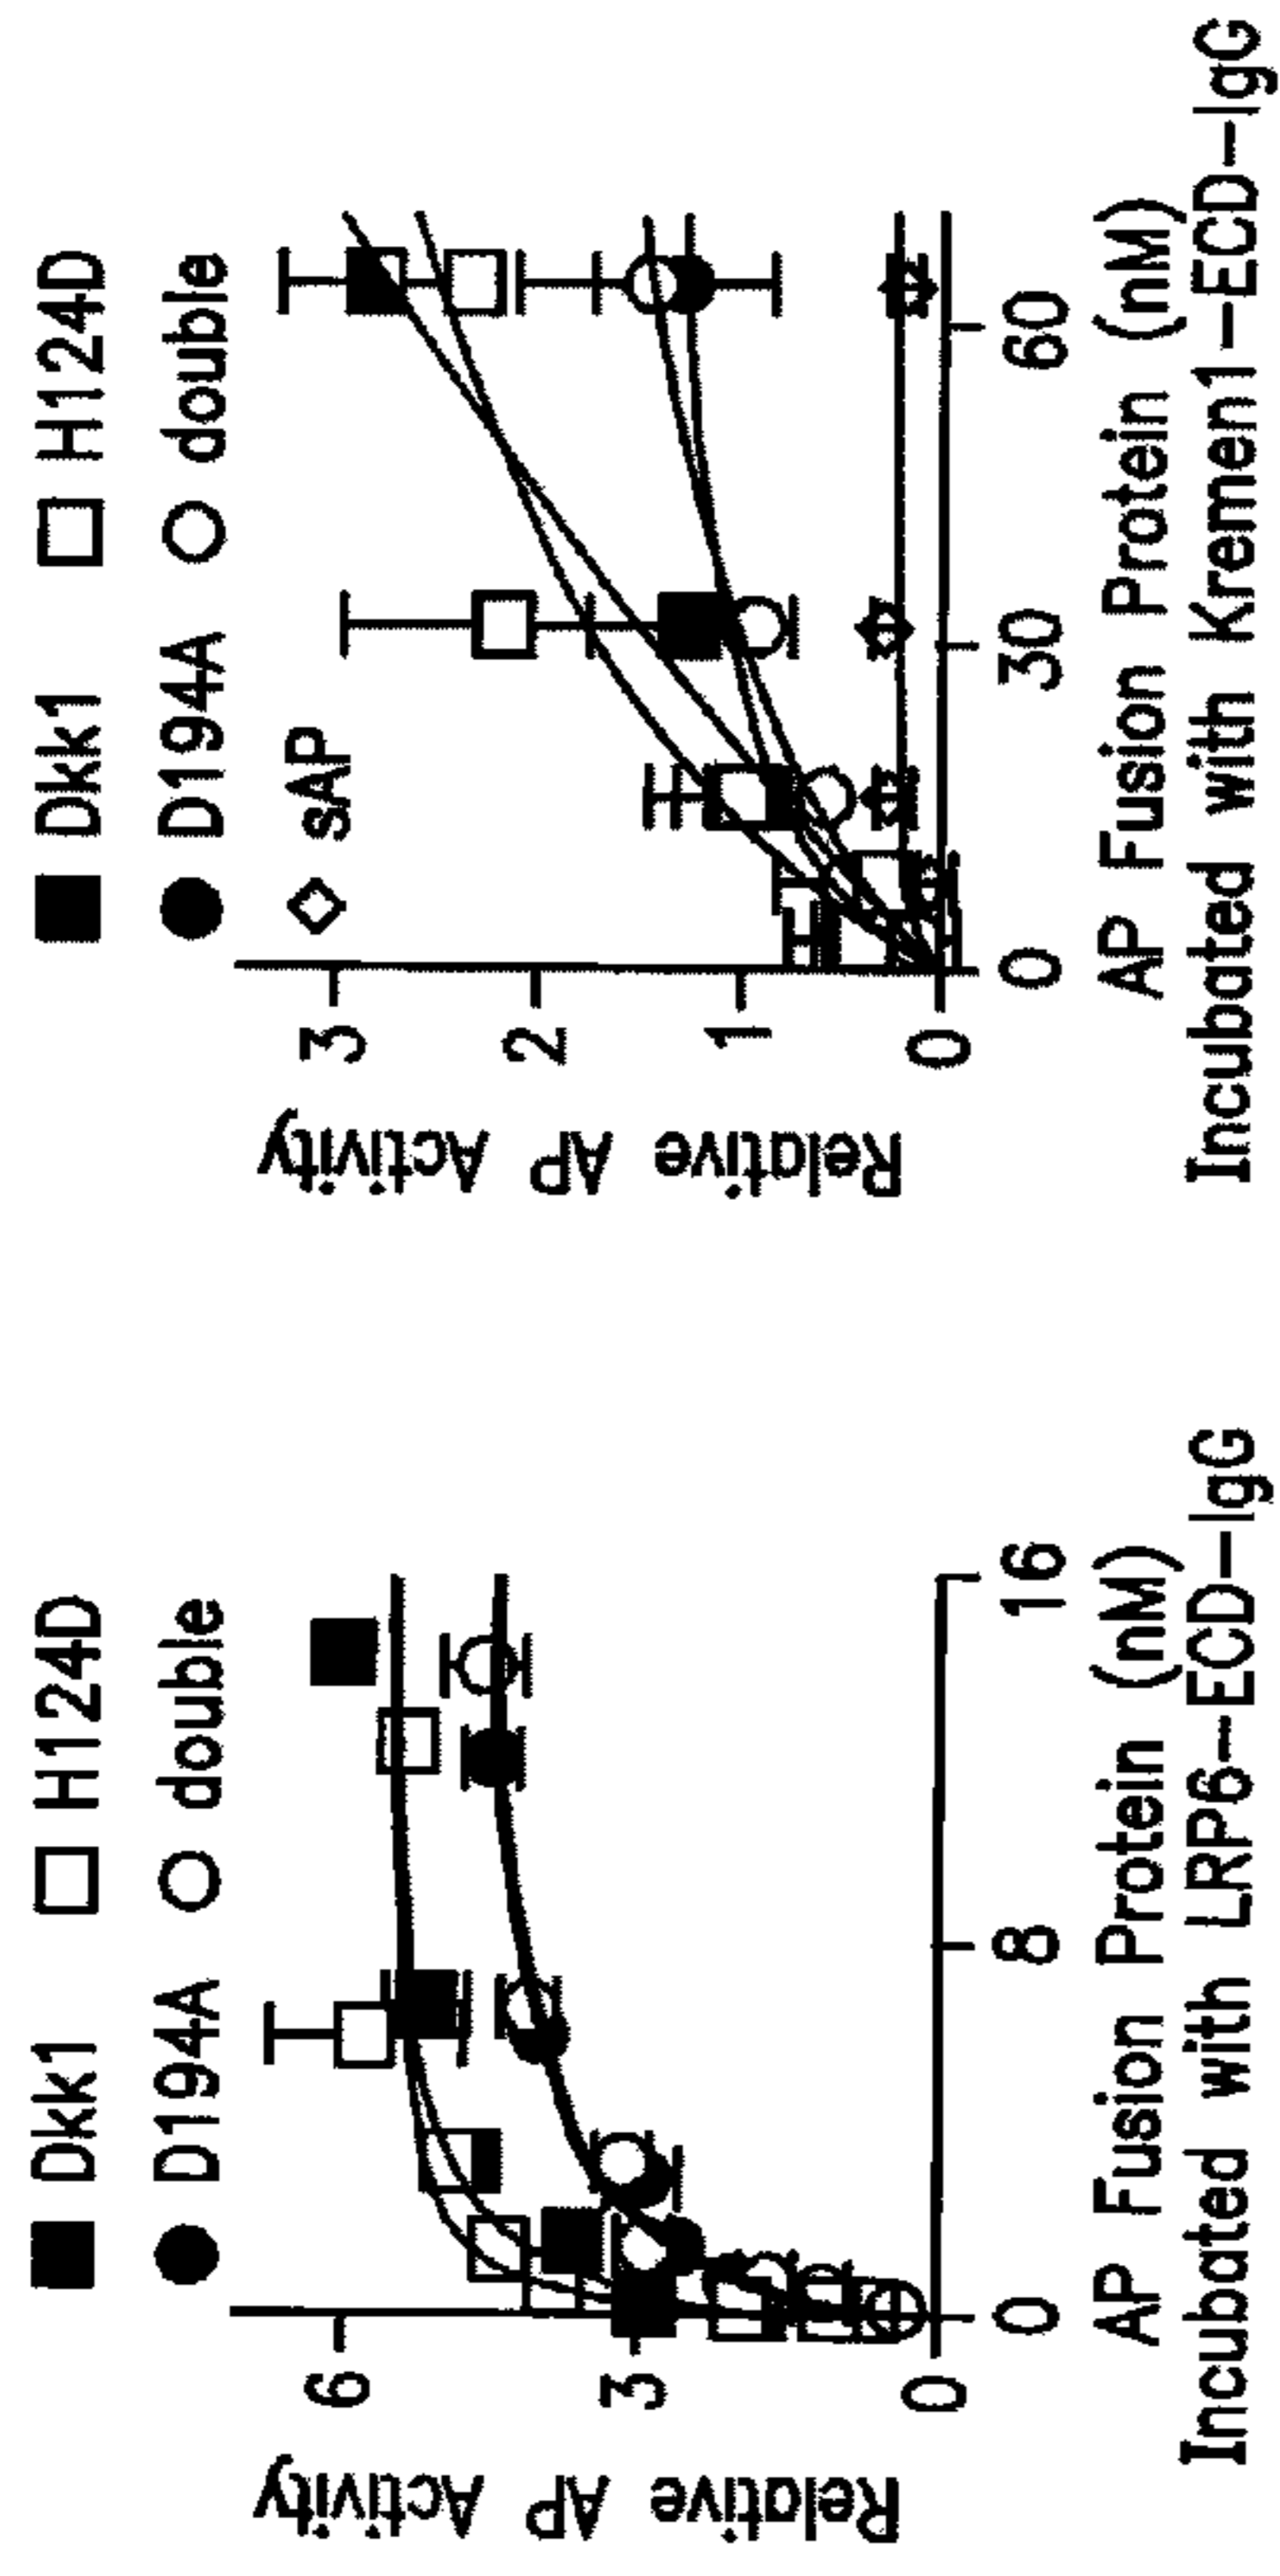 ■ Dkk1 □ H124D
● D194A ○ double
Relative AP Activity
6
3
0
0 8 16
AP Fusion Protein (nM)
Incubated with LRP6-ECD-IgG
■ Dkk1 □ H124D
● D194A ○ double
◇ sAP
Relative AP Activity
3
2
1
0
0 30 60
AP Fusion Protein (nM)
Incubated with Kremen1-ECD-IgG